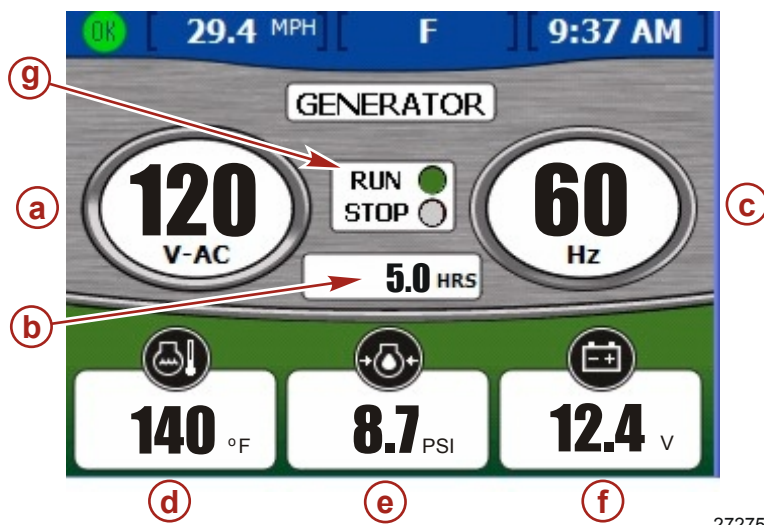 OK 29.4 MPH F 9:37 AM
g
GENERATOR
RUN
STOP
a 120 V-AC
60 Hz c
b 5.0 HRS
140 °F 8.7 PSI 12.4 V
d e f
27275